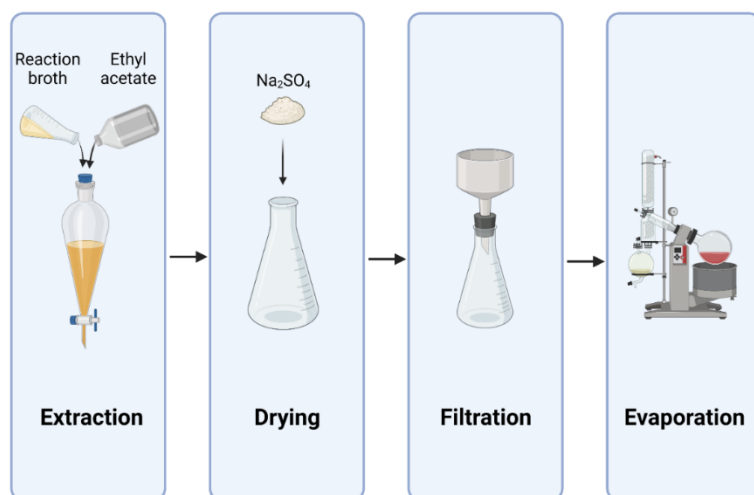 Reaction
broth
Ethyl
acetate
Na₂SO₄
Extraction
Drying
Filtration
Evaporation